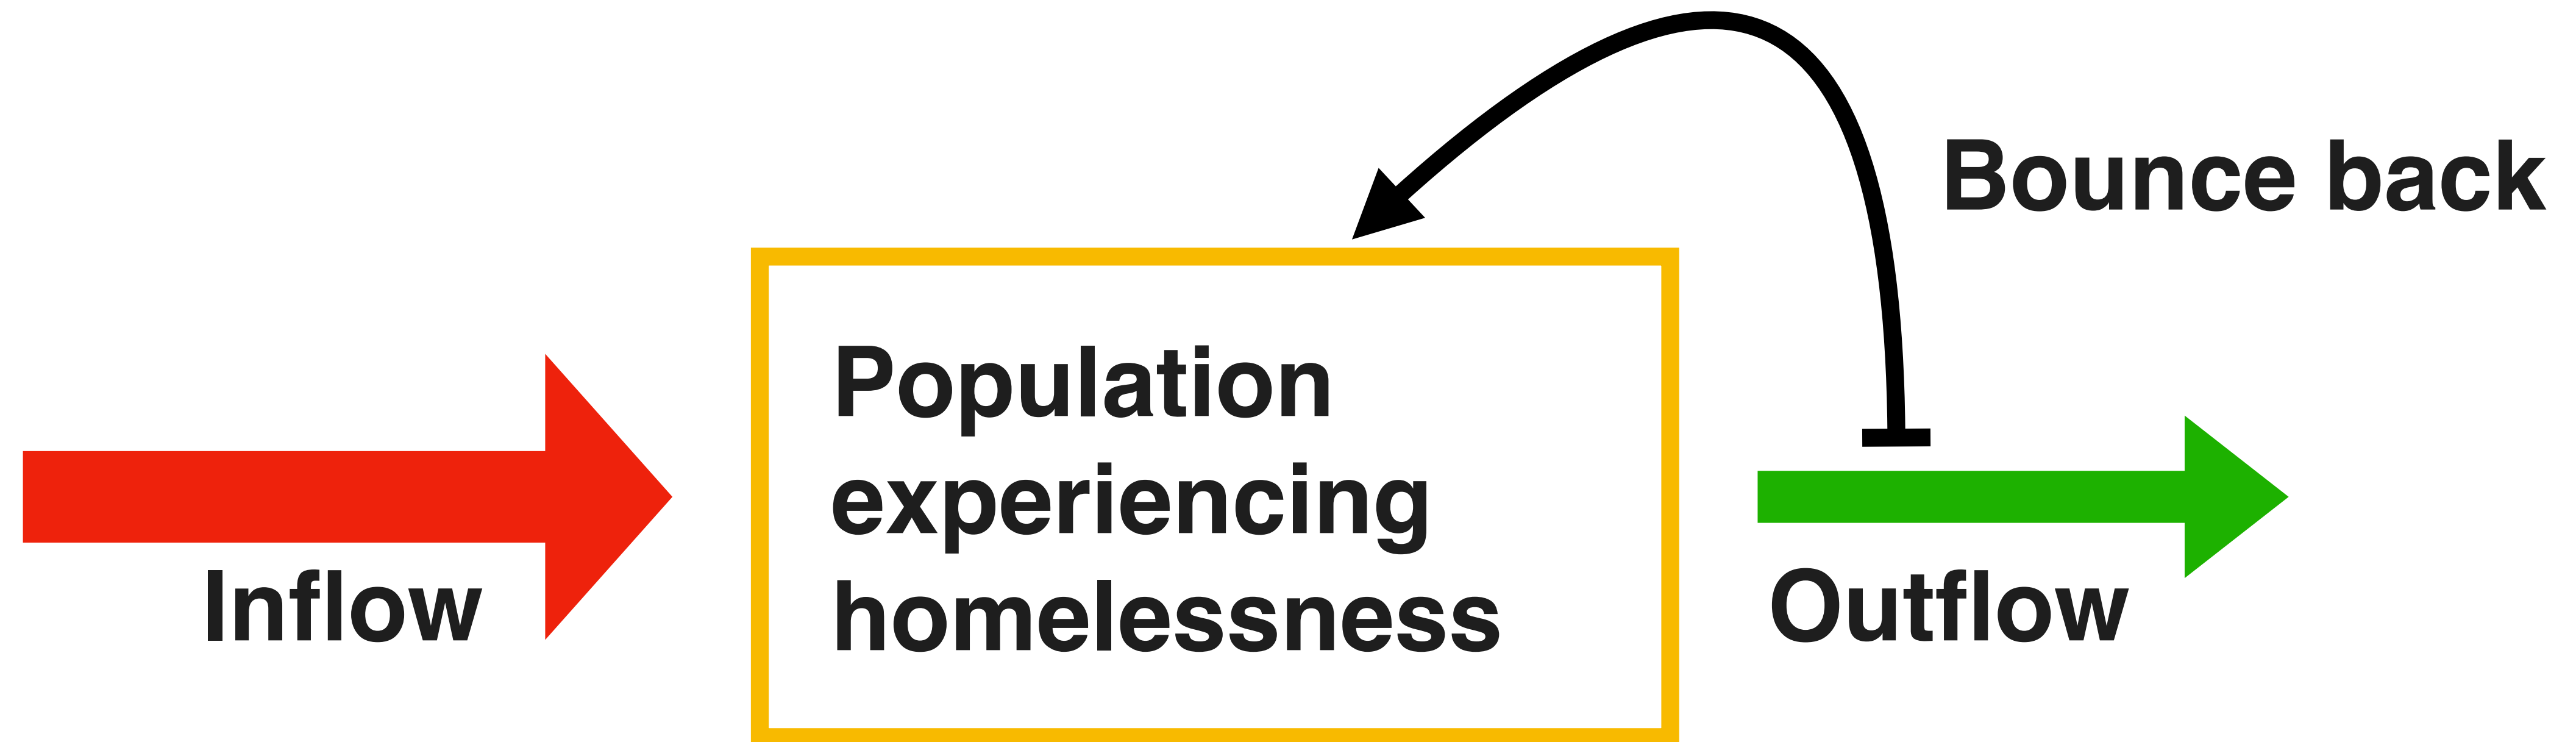 Bounce back
Population
experiencing
homelessness
Inflow
Outflow